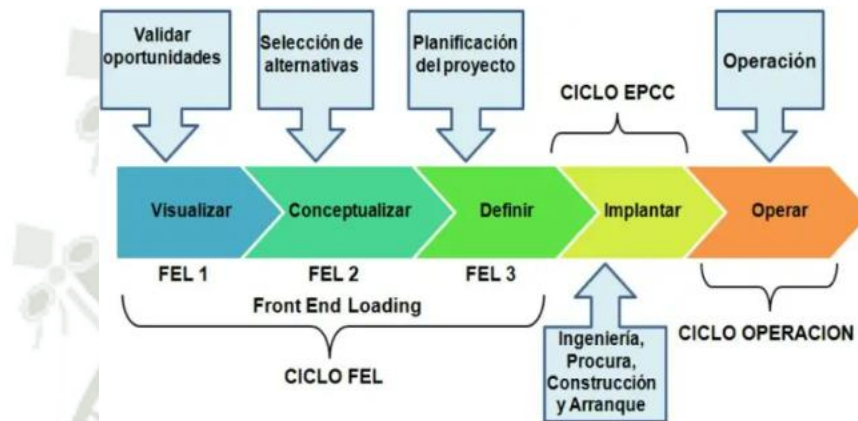 Validar
oportunidades
Selección de
alternativas
Planificación
del proyecto
Operación
CICLO EPCC
Visualizar
Conceptualizar
Definir
Implantar
Operar
FEL 1
FEL 2
FEL 3
Front End Loading
CICLO FEL
Ingeniería,
Procura,
Construcción
y Arranque
CICLO OPERACION